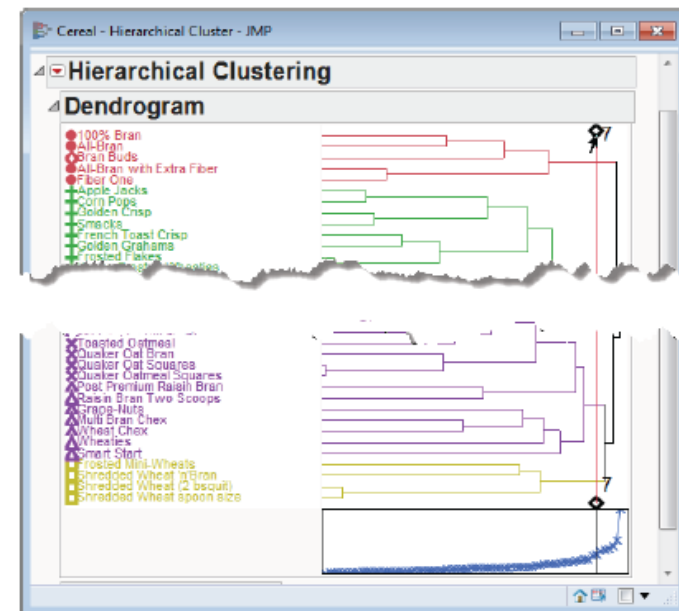 Cereal - Hierarchical Cluster - JMP
Hierarchical Clustering
Dendrogram
7
100% Bran
All-Bran
Bran Buds
All-Bran with Extra Fiber
Fiber One
Apple Jacks
Corn Pops
Golden Crisp
Smacks
French Toast Crisp
Golden Grahams
Frosted Flakes
Toasted Oatmeal
Quaker Oat Bran
Quaker Oat Squares
Quaker Oatmeal Squares
Post Premium Raisin Bran
Raisin Bran Two Scoops
Grape-Nuts
Multi Bran Chex
Wheat Chex
Wheaties
Smart Start
Frosted Mini-Wheats
Shredded Wheat 'n'Bran
Shredded Wheat (2 bsquit)
Shredded Wheat spoon size
7